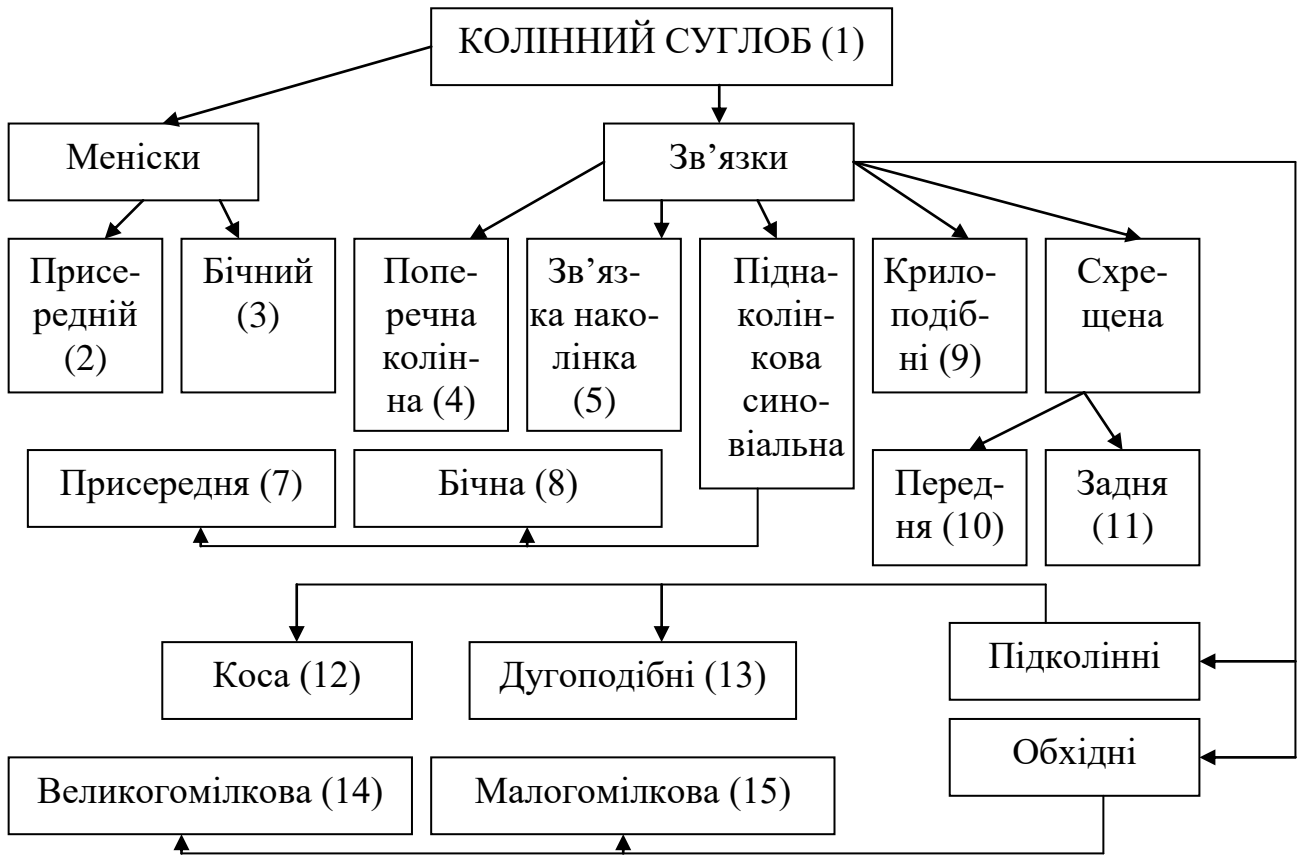 КОЛІННИЙ СУГЛОБ (1)
Меніски
Зв’язки
Присе-
редній
(2)
Бічний
(3)
Попе-
речна
колін-
на (4)
Зв’яз-
ка нако-
лінка
(5)
Підна-
колін-
кова
сино-
віальна
Крило-
подіб-
ні (9)
Схре-
щена
Присередня (7)
Бічна (8)
Перед-
ня (10)
Задня
(11)
Коса (12)
Дугоподібні (13)
Підколінні
Обхідні
Великогомілкова (14)
Малогомілкова (15)